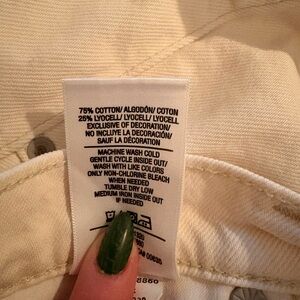 75% COTTON/ ALGODÓN/ COTON
25% LYOCELL/ LYOCELL/ LYOCELL
EXCLUSIVE OF DECORATION/
NO INCLUYE LA DECORACIÓN/
SAUF LA DÉCORATION
MACHINE WASH COLD
GENTLE CYCLE INSIDE OUT/
WASH WITH LIKE COLORS
ONLY NON-CHLORINE BLEACH
WHEN NEEDED
TUMBLE DRY LOW
MEDIUM IRON INSIDE OUT
IF NEEDED